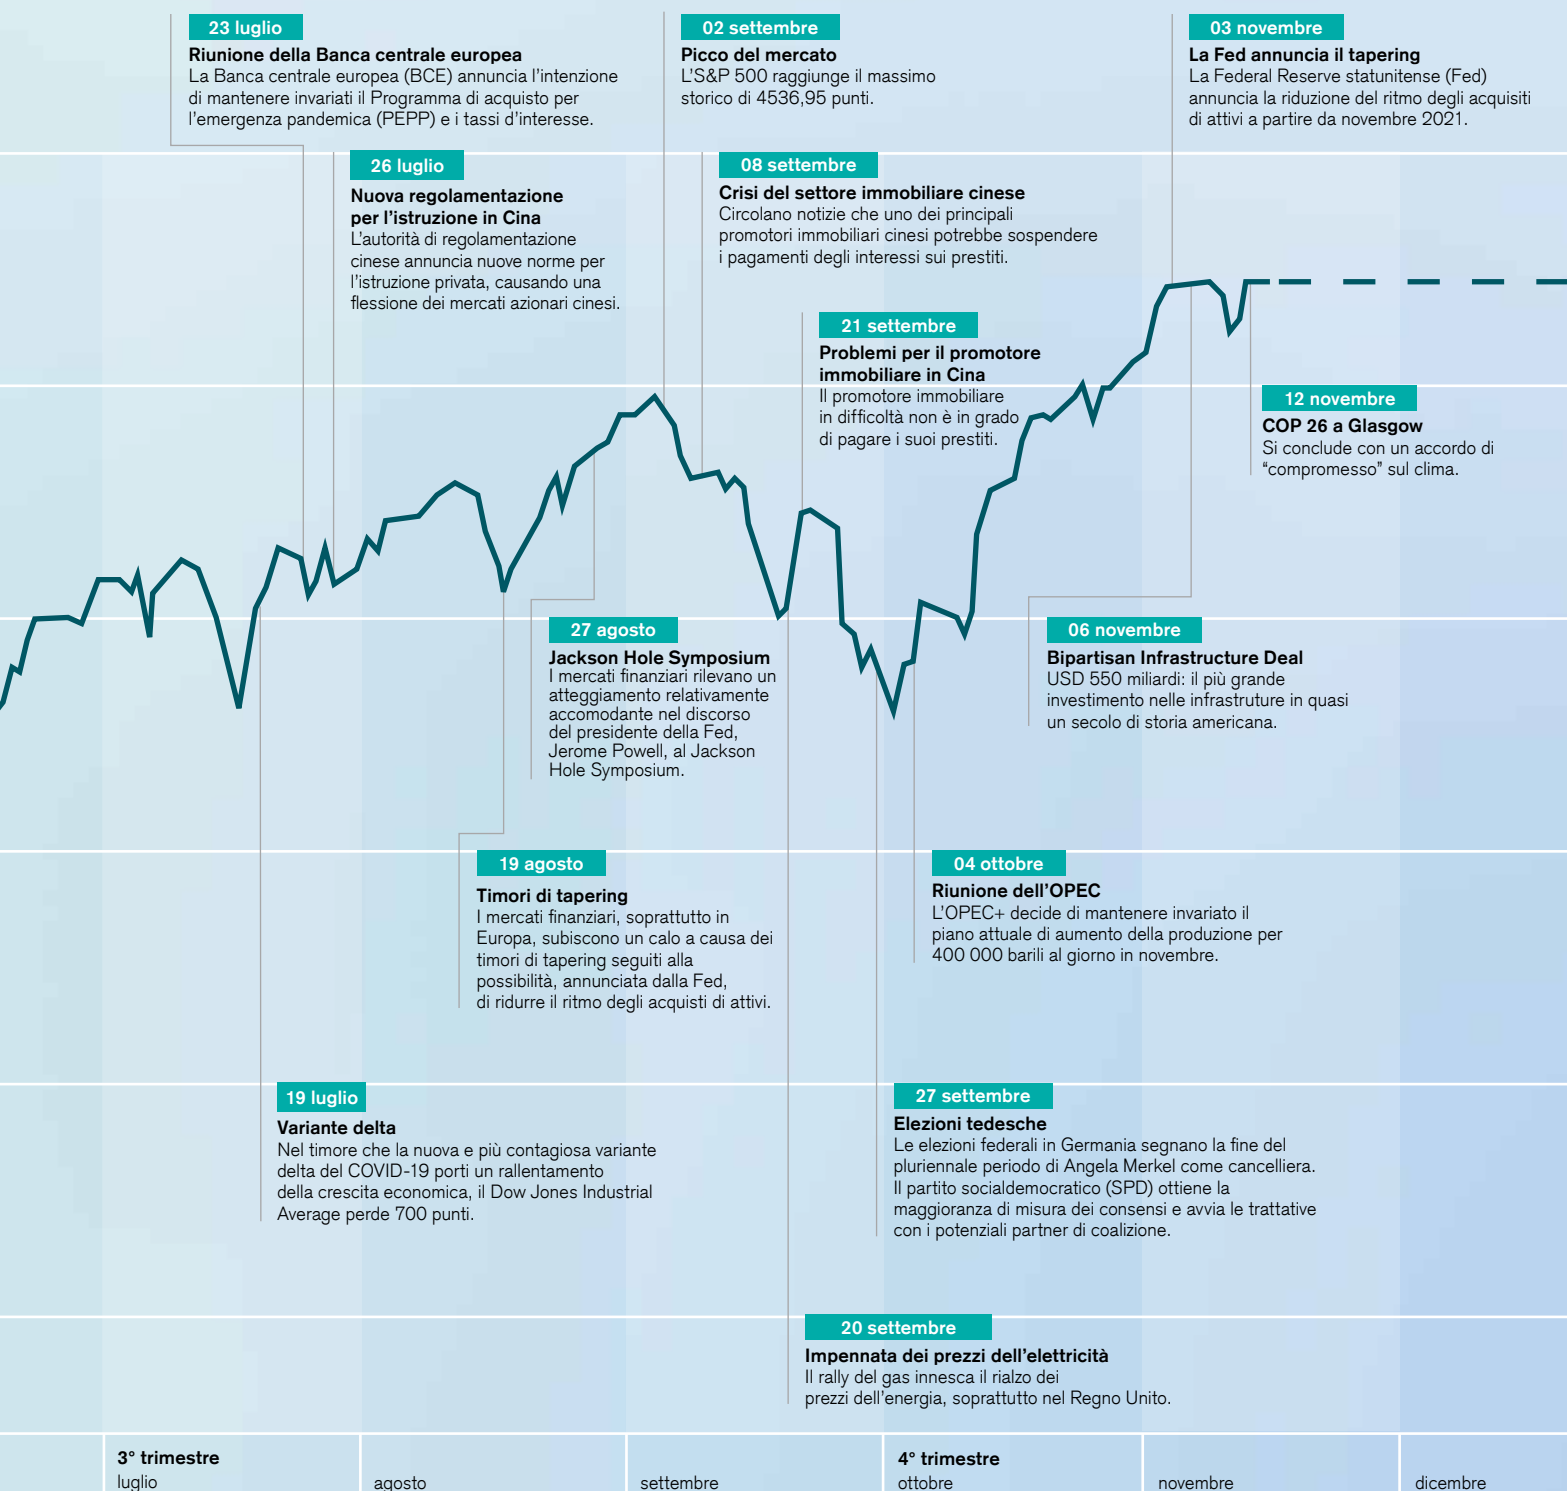 23 luglio
Riunione della Banca centrale europea
La Banca centrale europea (BCE) annuncia l’intenzione
di mantenere invariati il Programma di acquisto per
l’emergenza pandemica (PEPP) e i tassi d’interesse.
02 settembre
Picco del mercato
L’S&P 500 raggiunge il massimo
storico di 4536,95 punti.
03 novembre
La Fed annuncia il tapering
La Federal Reserve statunitense (Fed)
annuncia la riduzione del ritmo degli acquisiti
di attivi a partire da novembre 2021.
26 luglio
Nuova regolamentazione
per l’istruzione in Cina
L’autorità di regolamentazione
cinese annuncia nuove norme per
l’istruzione privata, causando una
flessione dei mercati azionari cinesi.
08 settembre
Crisi del settore immobiliare cinese
Circolano notizie che uno dei principali
promotori immobiliari cinesi potrebbe sospendere
i pagamenti degli interessi sui prestiti.
21 settembre
Problemi per il promotore
immobiliare in Cina
Il promotore immobiliare
in difficoltà non è in grado
di pagare i suoi prestiti.
12 novembre
COP 26 a Glasgow
Si conclude con un accordo di
“compromesso” sul clima.
27 agosto
Jackson Hole Symposium
I mercati finanziari rilevano un
atteggiamento relativamente
accomodante nel discorso
del presidente della Fed,
Jerome Powell, al Jackson
Hole Symposium.
06 novembre
Bipartisan Infrastructure Deal
USD 550 miliardi: il più grande
investimento nelle infrastruture in quasi
un secolo di storia americana.
19 agosto
Timori di tapering
I mercati finanziari, soprattutto in
Europa, subiscono un calo a causa dei
timori di tapering seguiti alla
possibilità, annunciata dalla Fed,
di ridurre il ritmo degli acquisti di attivi.
04 ottobre
Riunione dell’OPEC
L’OPEC+ decide di mantenere invariato il
piano attuale di aumento della produzione per
400 000 barili al giorno in novembre.
19 luglio
Variante delta
Nel timore che la nuova e più contagiosa variante
delta del COVID-19 porti un rallentamento
della crescita economica, il Dow Jones Industrial
Average perde 700 punti.
27 settembre
Elezioni tedesche
Le elezioni federali in Germania segnano la fine del
pluriennale periodo di Angela Merkel come cancelliera.
Il partito socialdemocratico (SPD) ottiene la
maggioranza di misura dei consensi e avvia le trattative
con i potenziali partner di coalizione.
20 settembre
Impennata dei prezzi dell’elettricità
Il rally del gas innesca il rialzo dei
prezzi dell’energia, soprattutto nel Regno Unito.
3° trimestre
4° trimestre
luglio
agosto
settembre
ottobre
novembre
dicembre